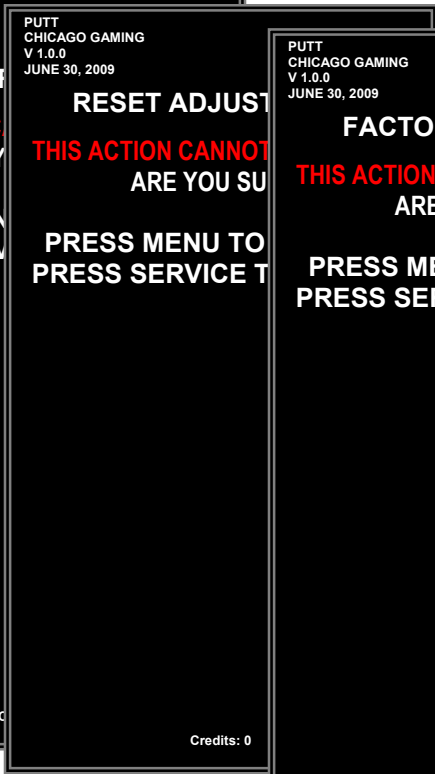 PUTT
CHICAGO GAMING
V 1.0.0
JUNE 30, 2009
RESET ADJUST
THIS ACTION CANNOT
ARE YOU SU
PRESS MENU TO
PRESS SERVICE T
Credits: 0
PUTT
CHICAGO GAMING
V 1.0.0
JUNE 30, 2009
FACTO
THIS ACTION
ARE
PRESS ME
PRESS SE